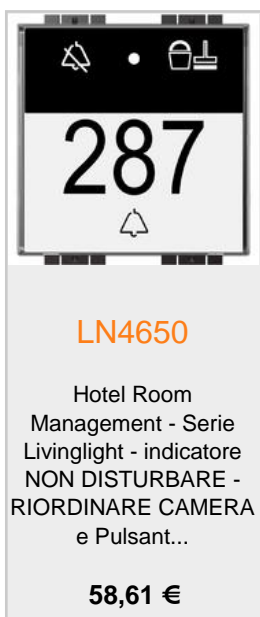 287
LN4650
Hotel Room
Management - Serie
Livinglight - indicatore
NON DISTURBARE -
RIORDINARE CAMERA
e Pulsant...
58,61 €